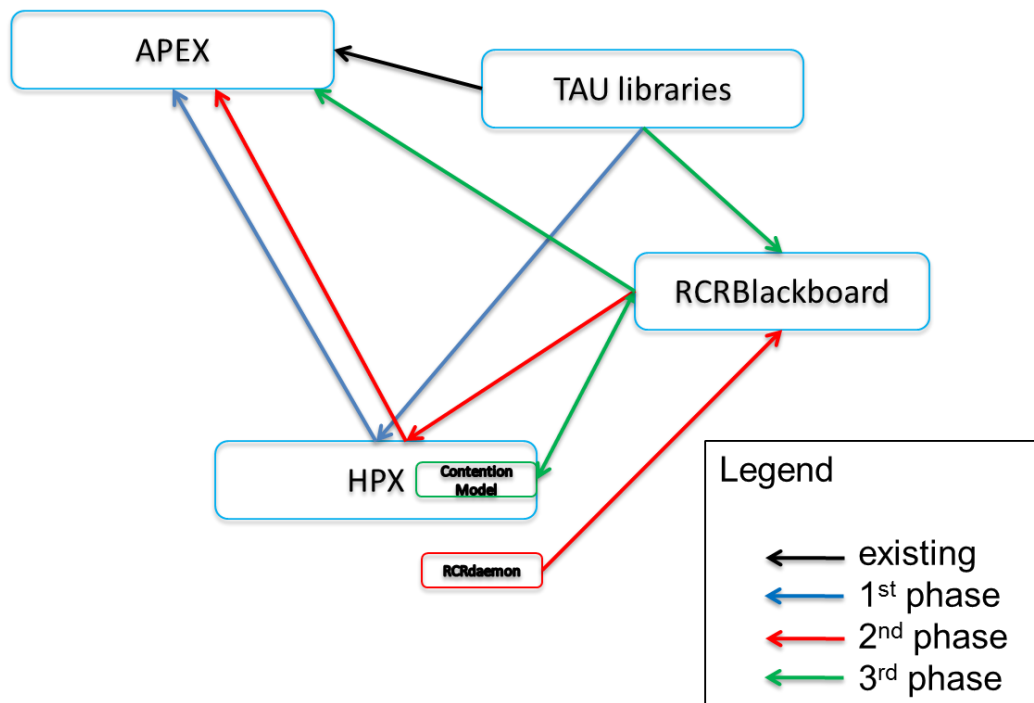 APEX
TAU libraries
RCRBlackboard
HPX
Contention
Model
RCRdaemon
Legend
existing
1st phase
2nd phase
3rd phase